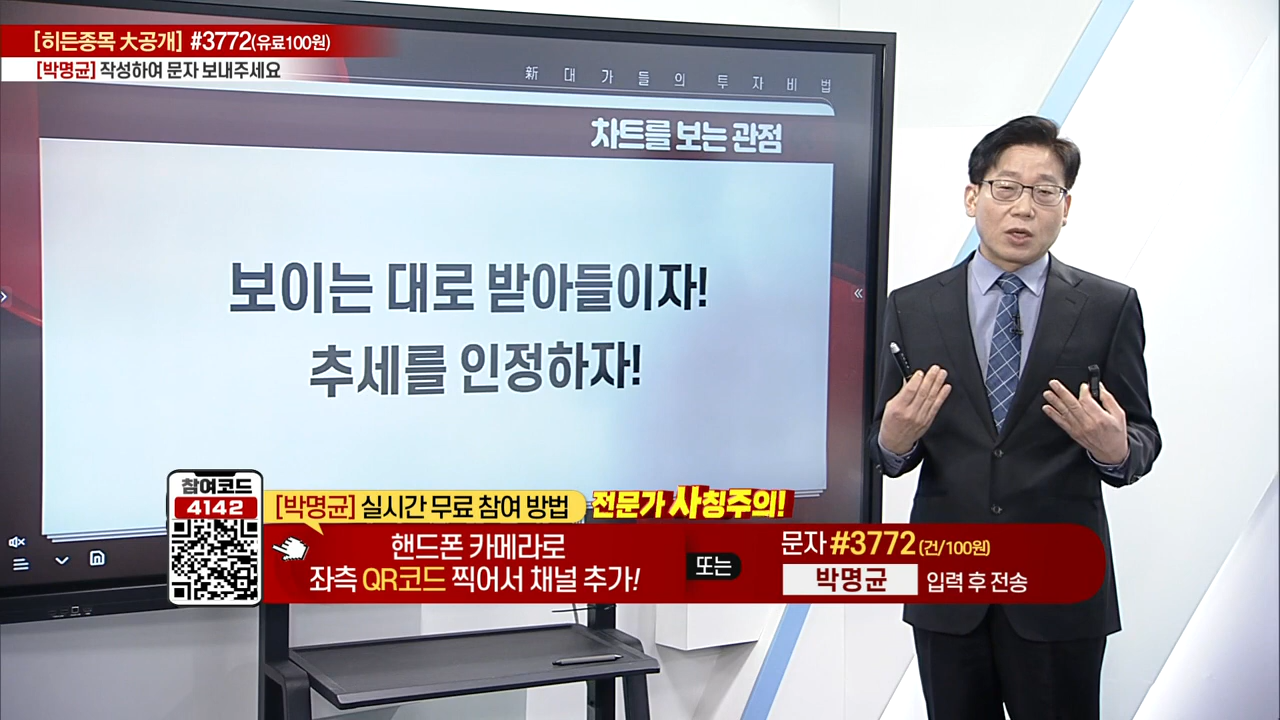 [히든종목 大공개] #3772(유료100원)
[박명균] 작성하여 문자 보내주세요
新 대가들의 투자비법
차트를 보는 관점
보이는 대로 받아들이자!
추세를 인정하자!
참여코드
4142
[박명균] 실시간 무료 참여 방법
전문가 사칭주의!
핸드폰 카메라로
좌측 QR코드 찍어서 채널 추가!
또는
문자 #3772 (건/100원)
박명균 입력 후 전송